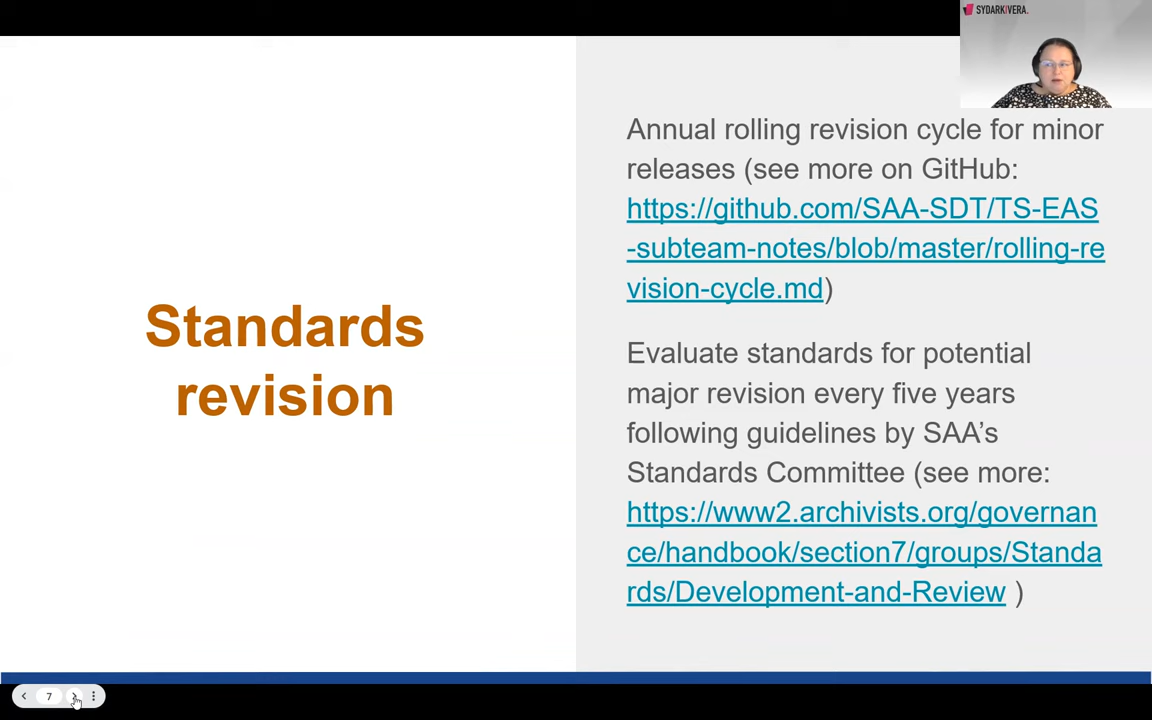 SYDARKIVERA.
Annual rolling revision cycle for minor
releases (see more on GitHub:
https://github.com/SAA-SDT/TS-EAS
-subteam-notes/blob/master/rolling-re
vision-cycle.md)
Standards
revision
Evaluate standards for potential
major revision every five years
following guidelines by SAA’s
Standards Committee (see more:
https://www2.archivists.org/governan
ce/handbook/section7/groups/Standa
rds/Development-and-Review )
7